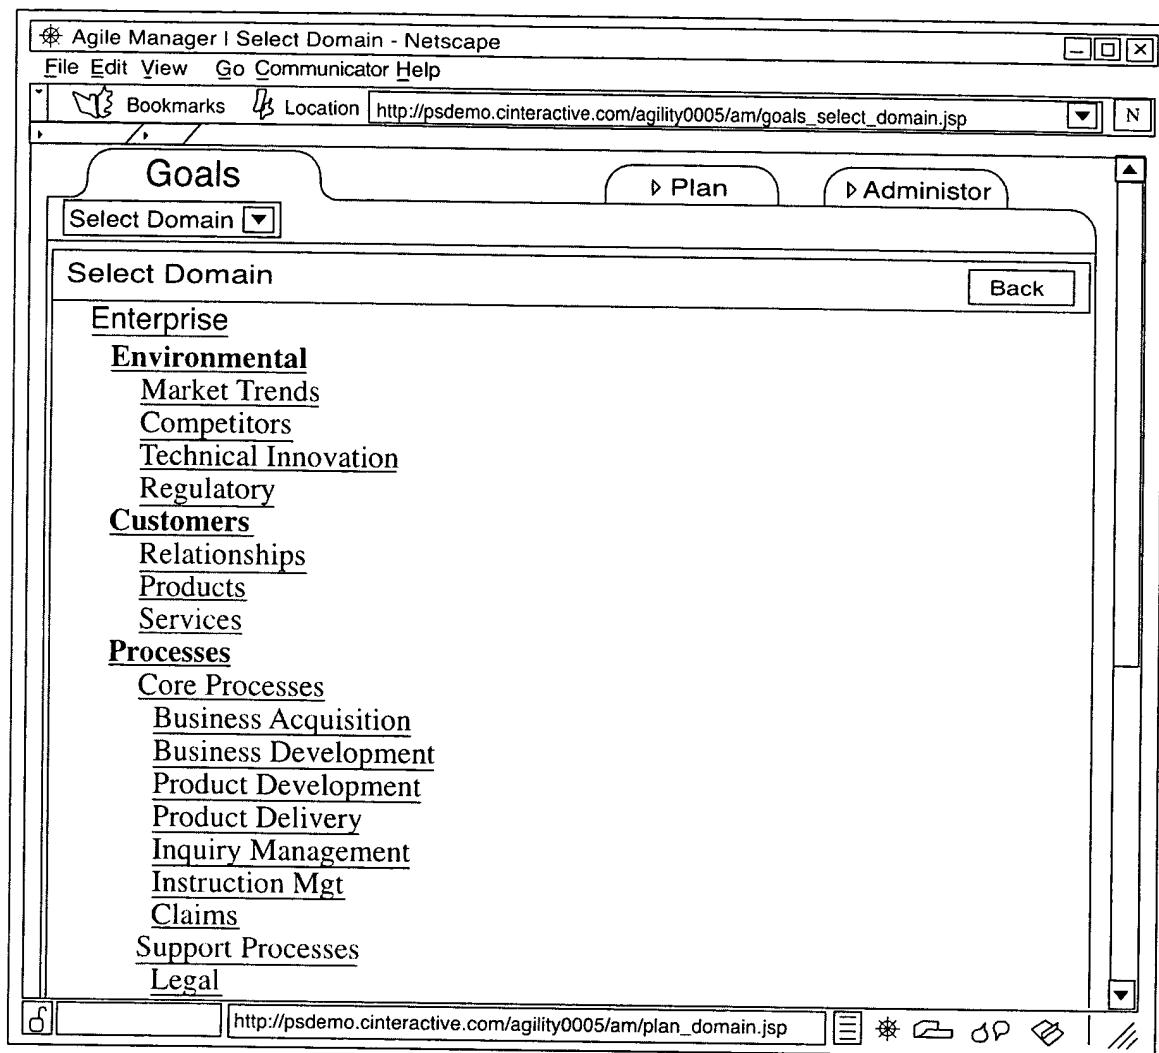 Agile Manager | Select Domain - Netscape
File Edit View Go Communicator Help
Bookmarks Location http://psdemo.cinteractive.com/agility0005/am/goals_select_domain.jsp N
Goals Plan Administor
Select Domain
Select Domain Back
Enterprise
Environmental
Market Trends
Competitors
Technical Innovation
Regulatory
Customers
Relationships
Products
Services
Processes
Core Processes
Business Acquisition
Business Development
Product Development
Product Delivery
Inquiry Management
Instruction Mgt
Claims
Support Processes
Legal
http://psdemo.cinteractive.com/agility0005/am/plan_domain.jsp